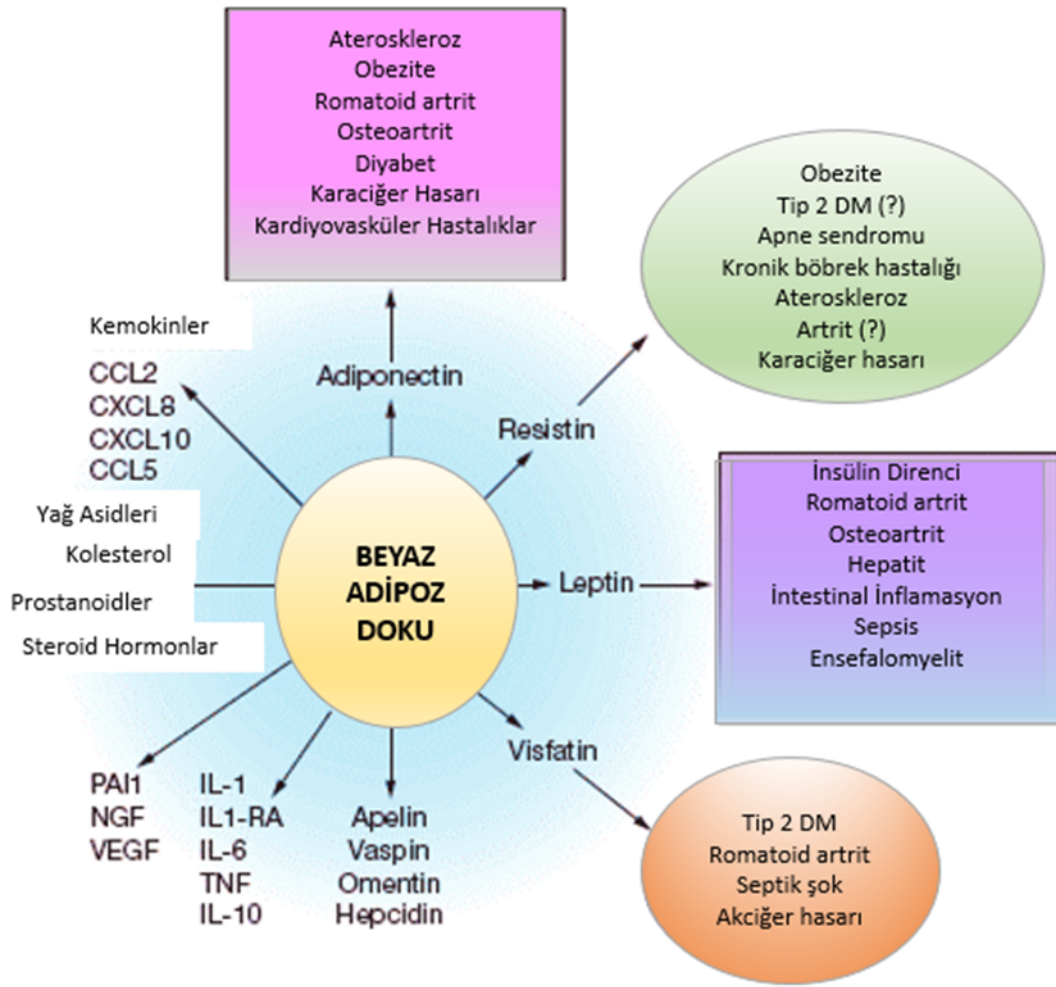 Ateroskleroz
Obezite
Romatoid artrit
Osteoartrit
Diyabet
Karaciğer Hasarı
Kardiyovasküler Hastalıklar
Obezite
Tip 2 DM (?)
Apne sendromu
Kronik böbrek hastalığı
Ateroskleroz
Artrit (?)
Karaciğer hasarı
Kemokinler
CCL2
CXCL8
CXCL10
CCL5
Adiponectin
Resistin
Yağ Asidleri
Kolesterol
Prostanoidler
Steroid Hormonlar
BEYAZ
ADİPOZ
DOKU
Leptin
İnsülin Direnci
Romatoid artrit
Osteoartrit
Hepatit
İntestinal İnflamasyon
Sepsis
Ensefalomyelit
Visfatin
PAI1
NGF
VEGF
IL-1
IL1-RA
IL-6
TNF
IL-10
Apelin
Vaspin
Omentin
Hepcidin
Tip 2 DM
Romatoid artrit
Septik şok
Akciğer hasarı